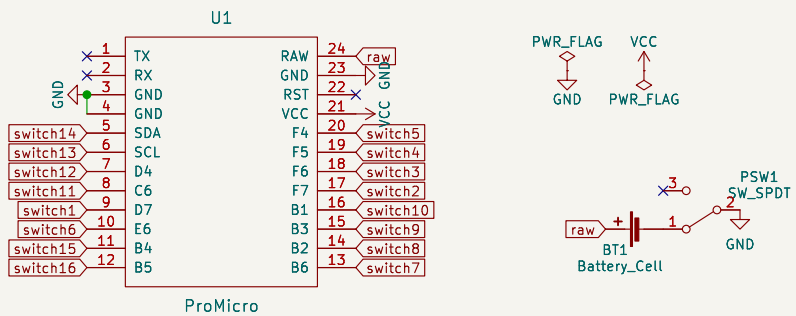 U1
1 TX
2 RX
GND 3 GND
4 GND
switch14 5 SDA
switch13 6 SCL
switch12 7 D4
switch11 8 C6
switch1 9 D7
switch6 10 E6
switch15 11 B4
switch16 12 B5
RAW 24 raw
GND 23 GND
RST 22
VCC 21 VCC
F4 20 switch5
F5 19 switch4
F6 18 switch3
F7 17 switch2
B1 16 switch10
B3 15 switch9
B2 14 switch8
B6 13 switch7
ProMicro
PWR_FLAG
GND
VCC
PWR_FLAG
3
PSW1
SW_SPDT
2
1
GND
raw
+
BT1
Battery_Cell